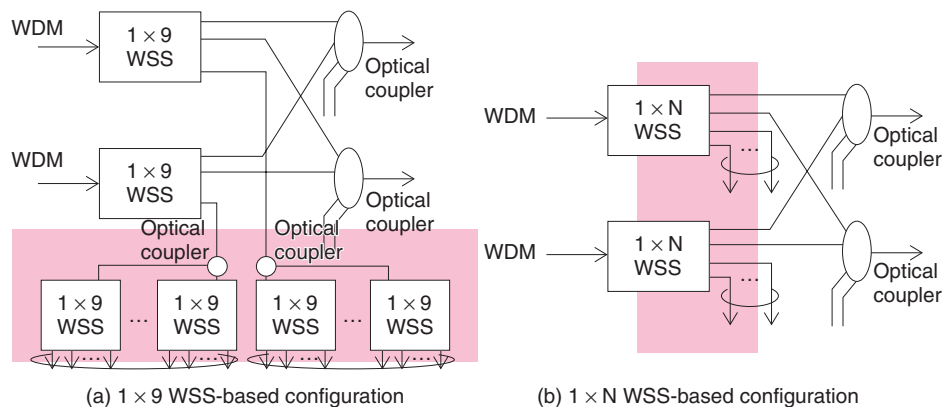 WDM
1 × 9
WSS
Optical
coupler
WDM
1 × 9
WSS
Optical
coupler
Optical
coupler
Optical
coupler
1 × 9
WSS
...
1 × 9
WSS
1 × 9
WSS
...
1 × 9
WSS
...
...
...
...
(a) 1 × 9 WSS-based configuration
WDM
1 × N
WSS
...
Optical
coupler
WDM
1 × N
WSS
...
Optical
coupler
(b) 1 × N WSS-based configuration